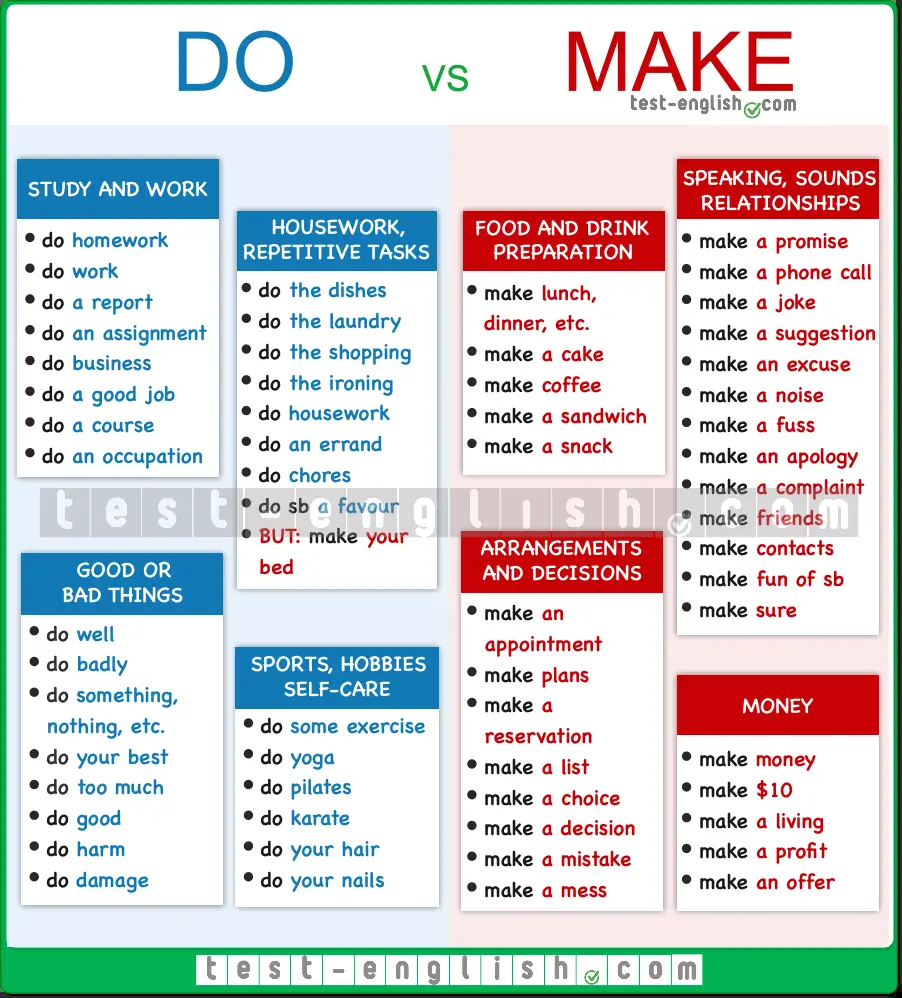 DO vs MAKE
test-english.com
STUDY AND WORK
• do homework
• do work
• do a report
• do an assignment
• do business
• do a good job
• do a course
• do an occupation
HOUSEWORK,
REPETITIVE TASKS
• do the dishes
• do the laundry
• do the shopping
• do the ironing
• do housework
• do an errand
• do chores
• do sb a favour
• BUT: make your
bed
GOOD OR
BAD THINGS
• do well
• do badly
• do something,
nothing, etc.
• do your best
• do too much
• do good
• do harm
• do damage
SPORTS, HOBBIES
SELF-CARE
• do some exercise
• do yoga
• do pilates
• do karate
• do your hair
• do your nails
FOOD AND DRINK
PREPARATION
• make lunch,
dinner, etc.
• make a cake
• make coffee
• make a sandwich
• make a snack
ARRANGEMENTS
AND DECISIONS
• make an
appointment
• make plans
• make a
reservation
• make a list
• make a choice
• make a decision
• make a mistake
• make a mess
SPEAKING, SOUNDS
RELATIONSHIPS
• make a promise
• make a phone call
• make a joke
• make a suggestion
• make an excuse
• make a noise
• make a fuss
• make an apology
• make a complaint
• make friends
• make contacts
• make fun of sb
• make sure
MONEY
• make money
• make $10
• make a living
• make a profit
• make an offer
test-english.com
test-english.com